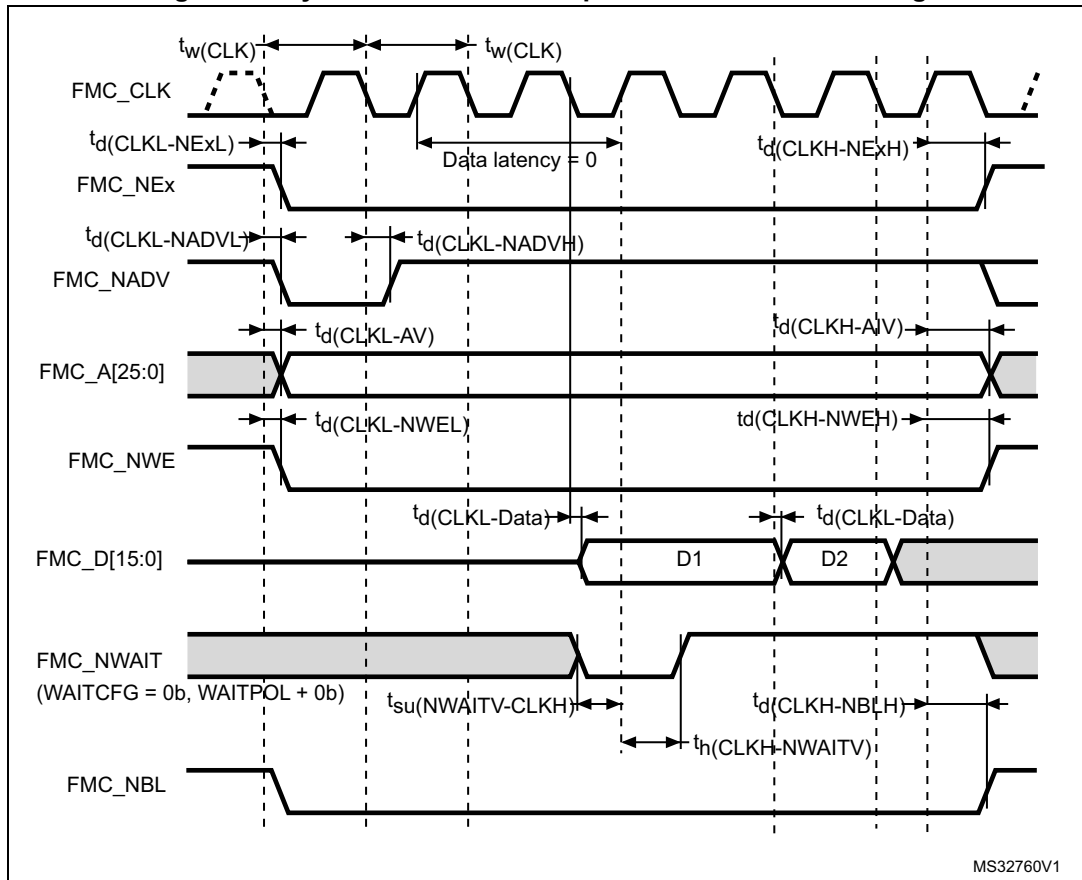 tw(CLK) tw(CLK)
FMC_CLK
td(CLKL-NExL) Data latency = 0 td(CLKH-NExH)
FMC_NEx
td(CLKL-NADVL) td(CLKL-NADVH)
FMC_NADV
td(CLKL-AV) td(CLKH-AIV)
FMC_A[25:0]
td(CLKL-NWEL) td(CLKH-NWEH)
FMC_NWE
td(CLKL-Data) td(CLKL-Data)
FMC_D[15:0] D1 D2
FMC_NWAIT
(WAITCFG = 0b, WAITPOL + 0b)
tsu(NWAITV-CLKH) td(CLKH-NBLH)
th(CLKH-NWAITV)
FMC_NBL
MS32760V1